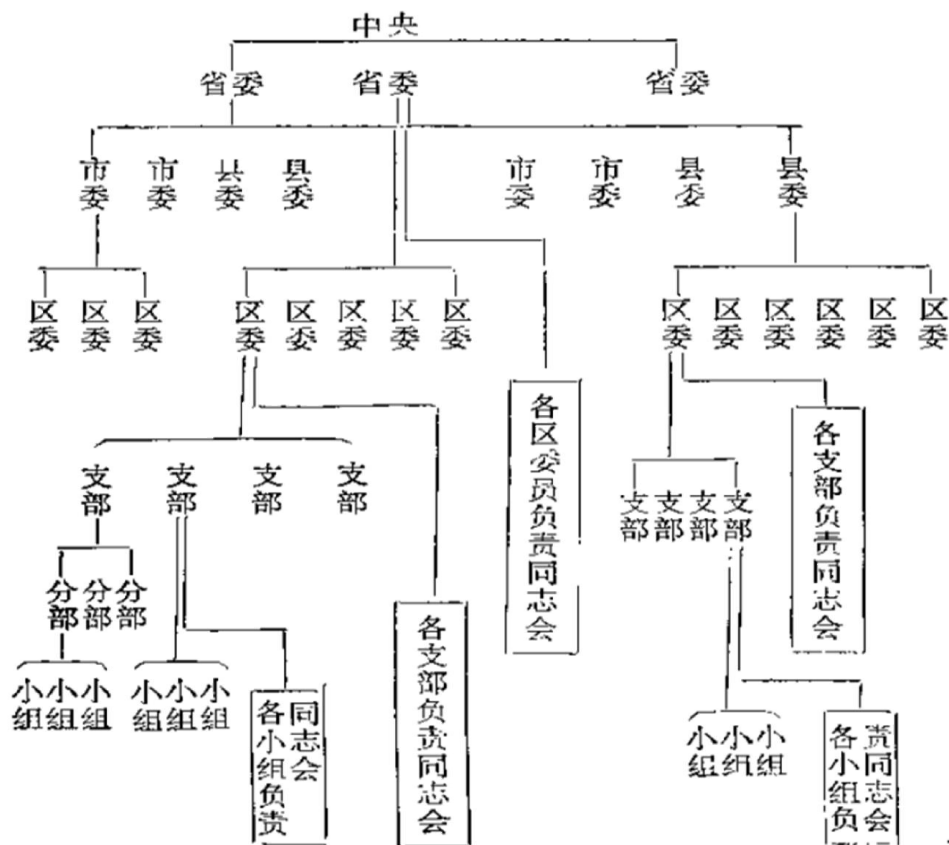 中央
省委 省委 省委
市委 市委 县委 县委 市委 市委 县委 县委
区委 区委 区委 区委 区委 区委 区委 区委 区委 区委 区委 区委 区委 区委
各区委员负责同志会
各支部负责同志会
支部 支部 支部 支部
支部 支部 支部 支部
分部 分部 分部
各支部负责同志会
小组 小组 小组 小组 小组 小组
各小组负责同志会
小组 小组 小组
各小组负责同志会